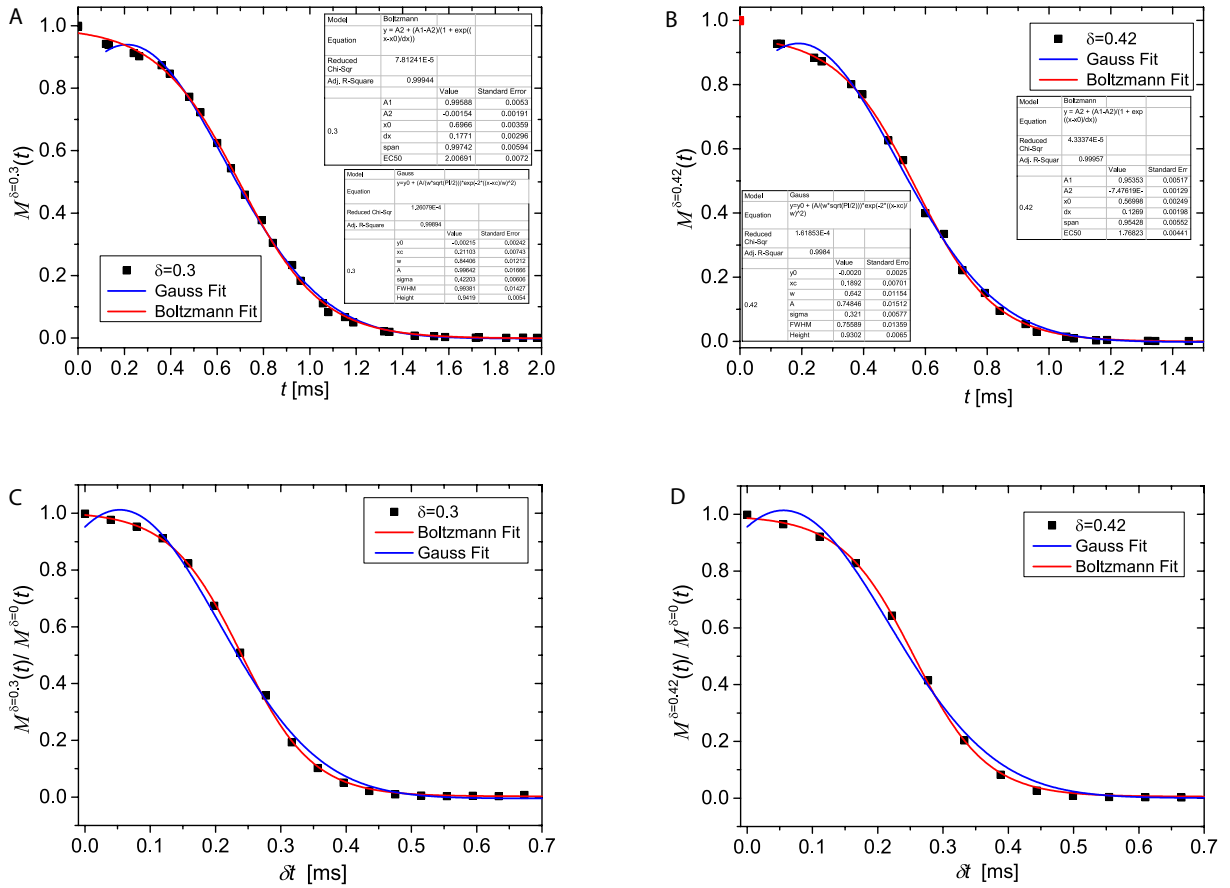 A
M^δ=0.3(t)
1.0
0.8
0.6
0.4
0.2
0.0
0.0 0.2 0.4 0.6 0.8 1.0 1.2 1.4 1.6 1.8 2.0
t [ms]
δ=0.3
Gauss Fit
Boltzmann Fit
Model Boltzmann
Equation y = A2 + (A1-A2)/(1 + exp((
x-x0)/dx))
Reduced 7.81241E-5
Chi-Sqr
Adj. R-Square 0.99944
Value Standard Error
0.3
A1 0.99588 0.0053
A2 -0.00154 0.00191
x0 0.6966 0.00359
dx 0.1771 0.00296
span 0.99742 0.00594
EC50 2.00691 0.0072
Model Gauss
Equation y=y0 + (A/(w*sqrt(PI/2)))*exp(-2*((x-xc)/w)^2)
Reduced Chi-Sqr 1,26079E-4
Adj. R-Square 0.99894
Value Standard Error
0.3
y0 -0.00215 0.00242
xc 0.21103 0.00743
w 0.84406 0.01212
A 0.99642 0.01666
sigma 0.42203 0.00606
FWHM 0.99381 0.01427
Height 0.9419 0.0054
B
M^δ=0.42(t)
1.0
0.8
0.6
0.4
0.2
0.0
0.0 0.2 0.4 0.6 0.8 1.0 1.2 1.4
t [ms]
δ=0.42
Gauss Fit
Boltzmann Fit
Model Boltzmann
Equation y = A2 + (A1-A2)/(1 + exp
((x-x0)/dx))
Reduced 4.33374E-5
Chi-Sqr
Adj. R-Squar 0.99957
Value Standard Err
0.42
A1 0.95353 0.00517
A2 -7.47619E- 0.00129
x0 0.56998 0.00249
dx 0.1269 0.00198
span 0.95428 0.00552
EC50 1.76823 0.00441
Model Gauss
Equation y=y0 + (A/(w*sqrt(PI/2)))*exp(-2*((x-xc)/
w)^2)
Reduced 1.61853E-4
Chi-Sqr
Adj. R-Squar 0.9984
Value Standard Erro
0.42
y0 -0.0020 0.0025
xc 0.1892 0.00701
w 0.642 0.01154
A 0.74846 0.01512
sigma 0.321 0.00577
FWHM 0.75589 0.01359
Height 0.9302 0.0065
C
M^δ=0.3(t)/ M^δ=0(t)
1.0
0.8
0.6
0.4
0.2
0.0
0.0 0.1 0.2 0.3 0.4 0.5 0.6 0.7
δt [ms]
δ=0.3
Boltzmann Fit
Gauss Fit
D
M^δ=0.42(t)/ M^δ=0(t)
1.0
0.8
0.6
0.4
0.2
0.0
0.0 0.1 0.2 0.3 0.4 0.5 0.6 0.7
δt [ms]
δ=0.42
Gauss Fit
Boltzmann Fit